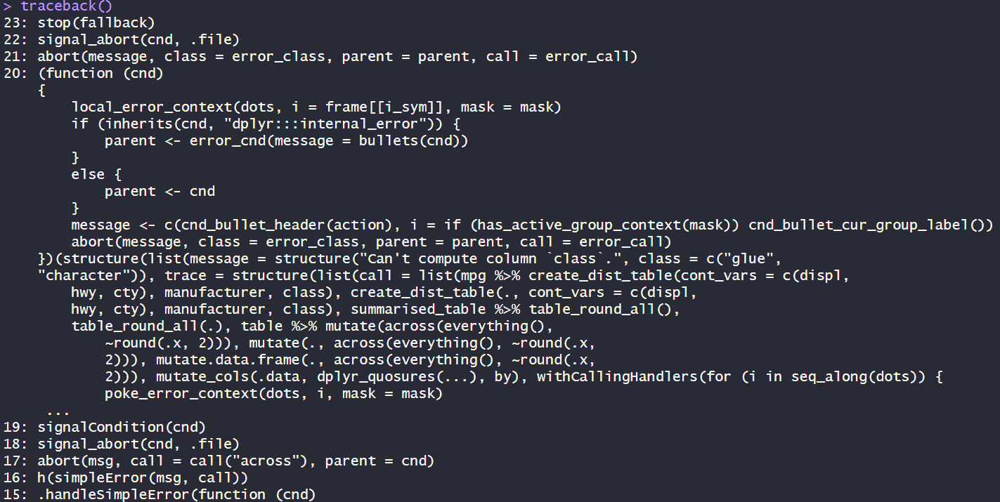 > traceback()
23: stop(fallback)
22: signal_abort(cnd, .file)
21: abort(message, class = error_class, parent = parent, call = error_call)
20: (function (cnd)
    {
        local_error_context(dots, i = frame[[i_sym]], mask = mask)
        if (inherits(cnd, "dplyr:::internal_error")) {
            parent <- error_cnd(message = bullets(cnd))
        }
        else {
            parent <- cnd
        }
        message <- c(cnd_bullet_header(action), i = if (has_active_group_context(mask)) cnd_bullet_cur_group_label())
        abort(message, class = error_class, parent = parent, call = error_call)
    })(structure(list(message = structure("Can't compute column `class`.", class = c("glue",
    "character")), trace = structure(list(call = list(mpg %>% create_dist_table(cont_vars = c(displ,
        hwy, cty), manufacturer, class), create_dist_table(., cont_vars = c(displ,
        hwy, cty), manufacturer, class), summarised_table %>% table_round_all(),
        table_round_all(.), table %>% mutate(across(everything(),
            ~round(.x, 2))), mutate(., across(everything(), ~round(.x,
            2))), mutate.data.frame(., across(everything(), ~round(.x,
            2))), mutate_cols(.data, dplyr_quosures(...), by), withCallingHandlers(for (i in seq_along(dots)) {
            poke_error_context(dots, i, mask = mask)
     ...
19: signalCondition(cnd)
18: signal_abort(cnd, .file)
17: abort(msg, call = call("across"), parent = cnd)
16: h(simpleError(msg, call))
15: .handleSimpleError(function (cnd)